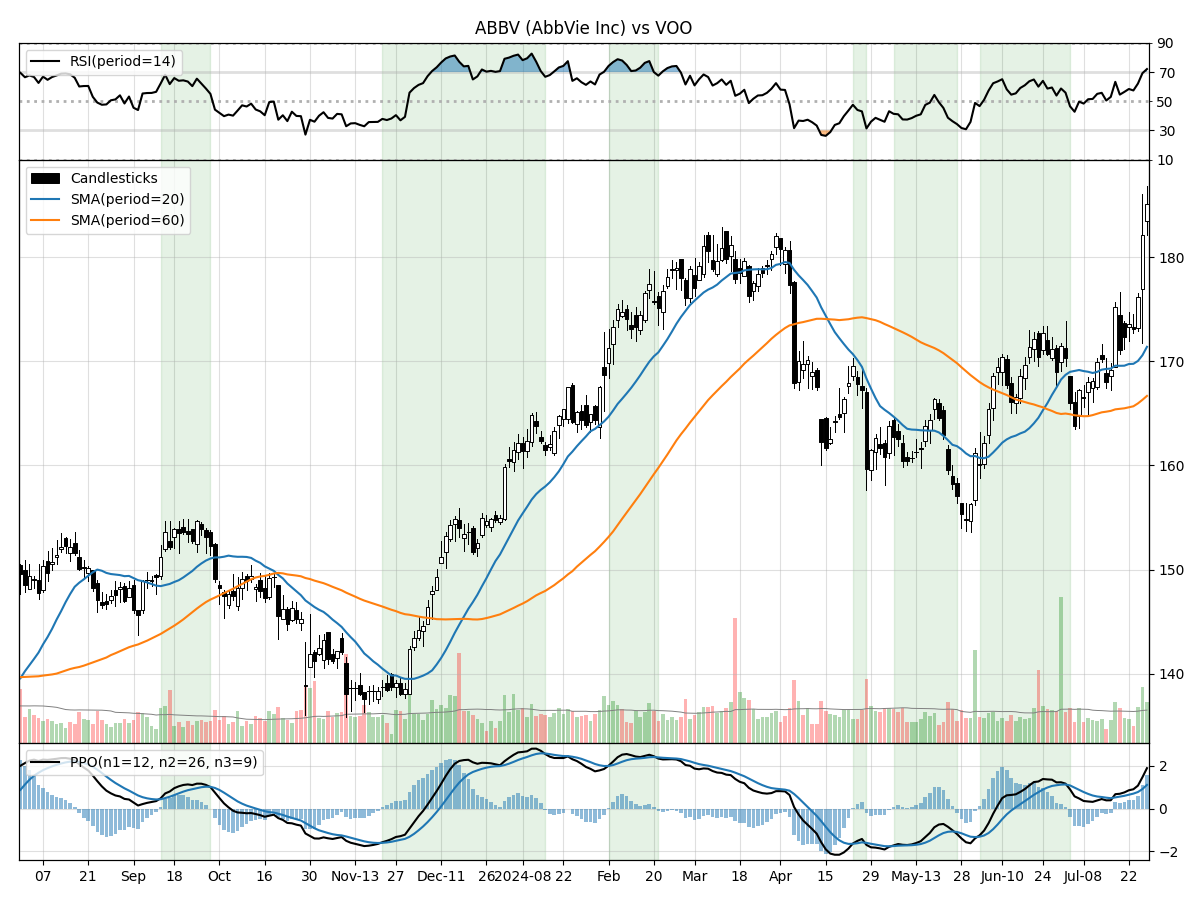 ABBV (AbbVie Inc) vs VOO
RSI(period=14)
90
70
50
30
10
Candlesticks
SMA(period=20)
SMA(period=60)
180
170
160
150
140
PPO(n1=12, n2=26, n3=9)
2
0
−2
07 21 Sep 18 Oct 16 30 Nov-13 27 Dec-11 26 2024-08 22 Feb 20 Mar 18 Apr 15 29 May-13 28 Jun-10 24 Jul-08 22